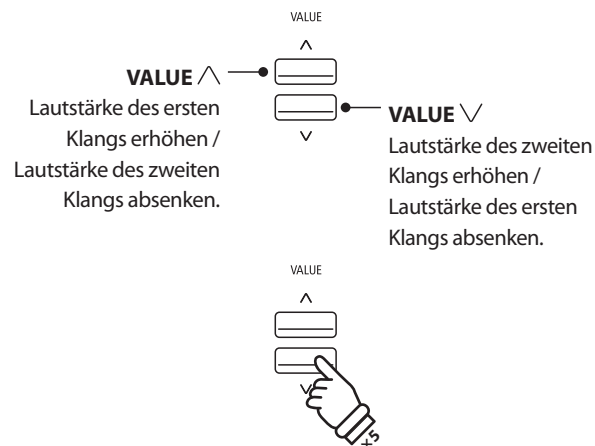 VALUE
VALUE ∧
Lautstärke des ersten
Klangs erhöhen /
Lautstärke des zweiten
Klangs absenken.
VALUE ∨
Lautstärke des zweiten
Klangs erhöhen /
Lautstärke des ersten
Klangs absenken.
VALUE
×5